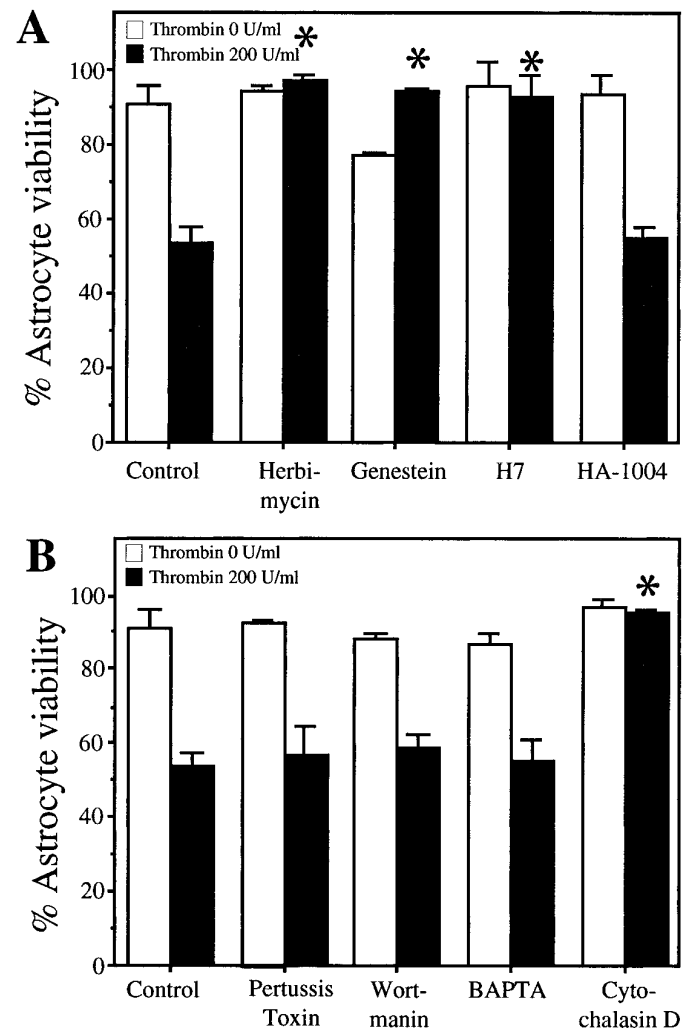 A
Thrombin 0 U/ml
Thrombin 200 U/ml
*
*
*
% Astrocyte viability
100
80
60
40
20
0
Control
Herbi-
mycin
Genestein
H7
HA-1004
B
Thrombin 0 U/ml
Thrombin 200 U/ml
*
% Astrocyte viability
100
80
60
40
20
0
Control
Pertussis
Toxin
Wort-
manin
BAPTA
Cyto-
chalasin D